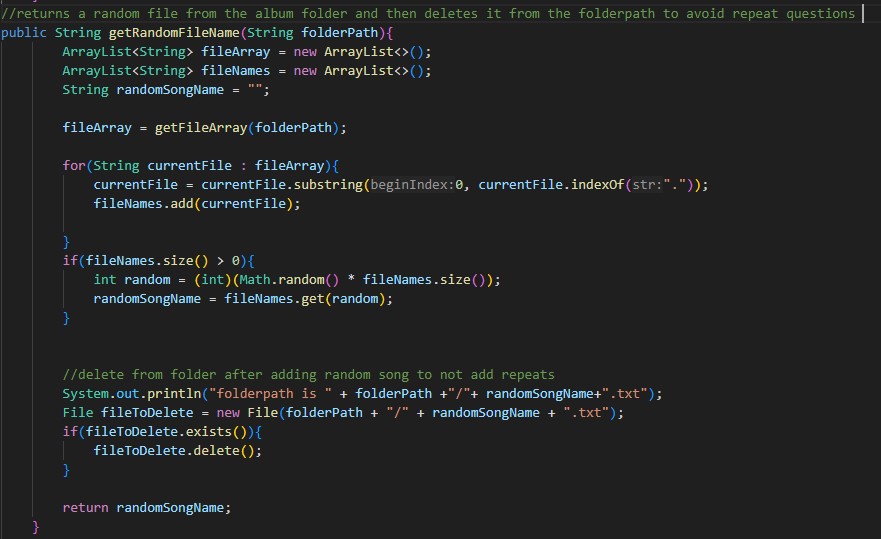 //returns a random file from the album folder and then deletes it from the folderpath to avoid repeat questions
public String getRandomFileName(String folderPath){
ArrayList<String> fileArray = new ArrayList<>();
ArrayList<String> fileNames = new ArrayList<>();
String randomSongName = "";
fileArray = getFileArray(folderPath);
for(String currentFile : fileArray){
currentFile = currentFile.substring(beginIndex:0, currentFile.indexOf(str:"."));
fileNames.add(currentFile);
}
if(fileNames.size() > 0){
int random = (int)(Math.random() * fileNames.size());
randomSongName = fileNames.get(random);
}
//delete from folder after adding random song to not add repeats
System.out.println("folderpath is " + folderPath +"/"+ randomSongName+".txt");
File fileToDelete = new File(folderPath + "/" + randomSongName + ".txt");
if(fileToDelete.exists()){
fileToDelete.delete();
}
return randomSongName;
}